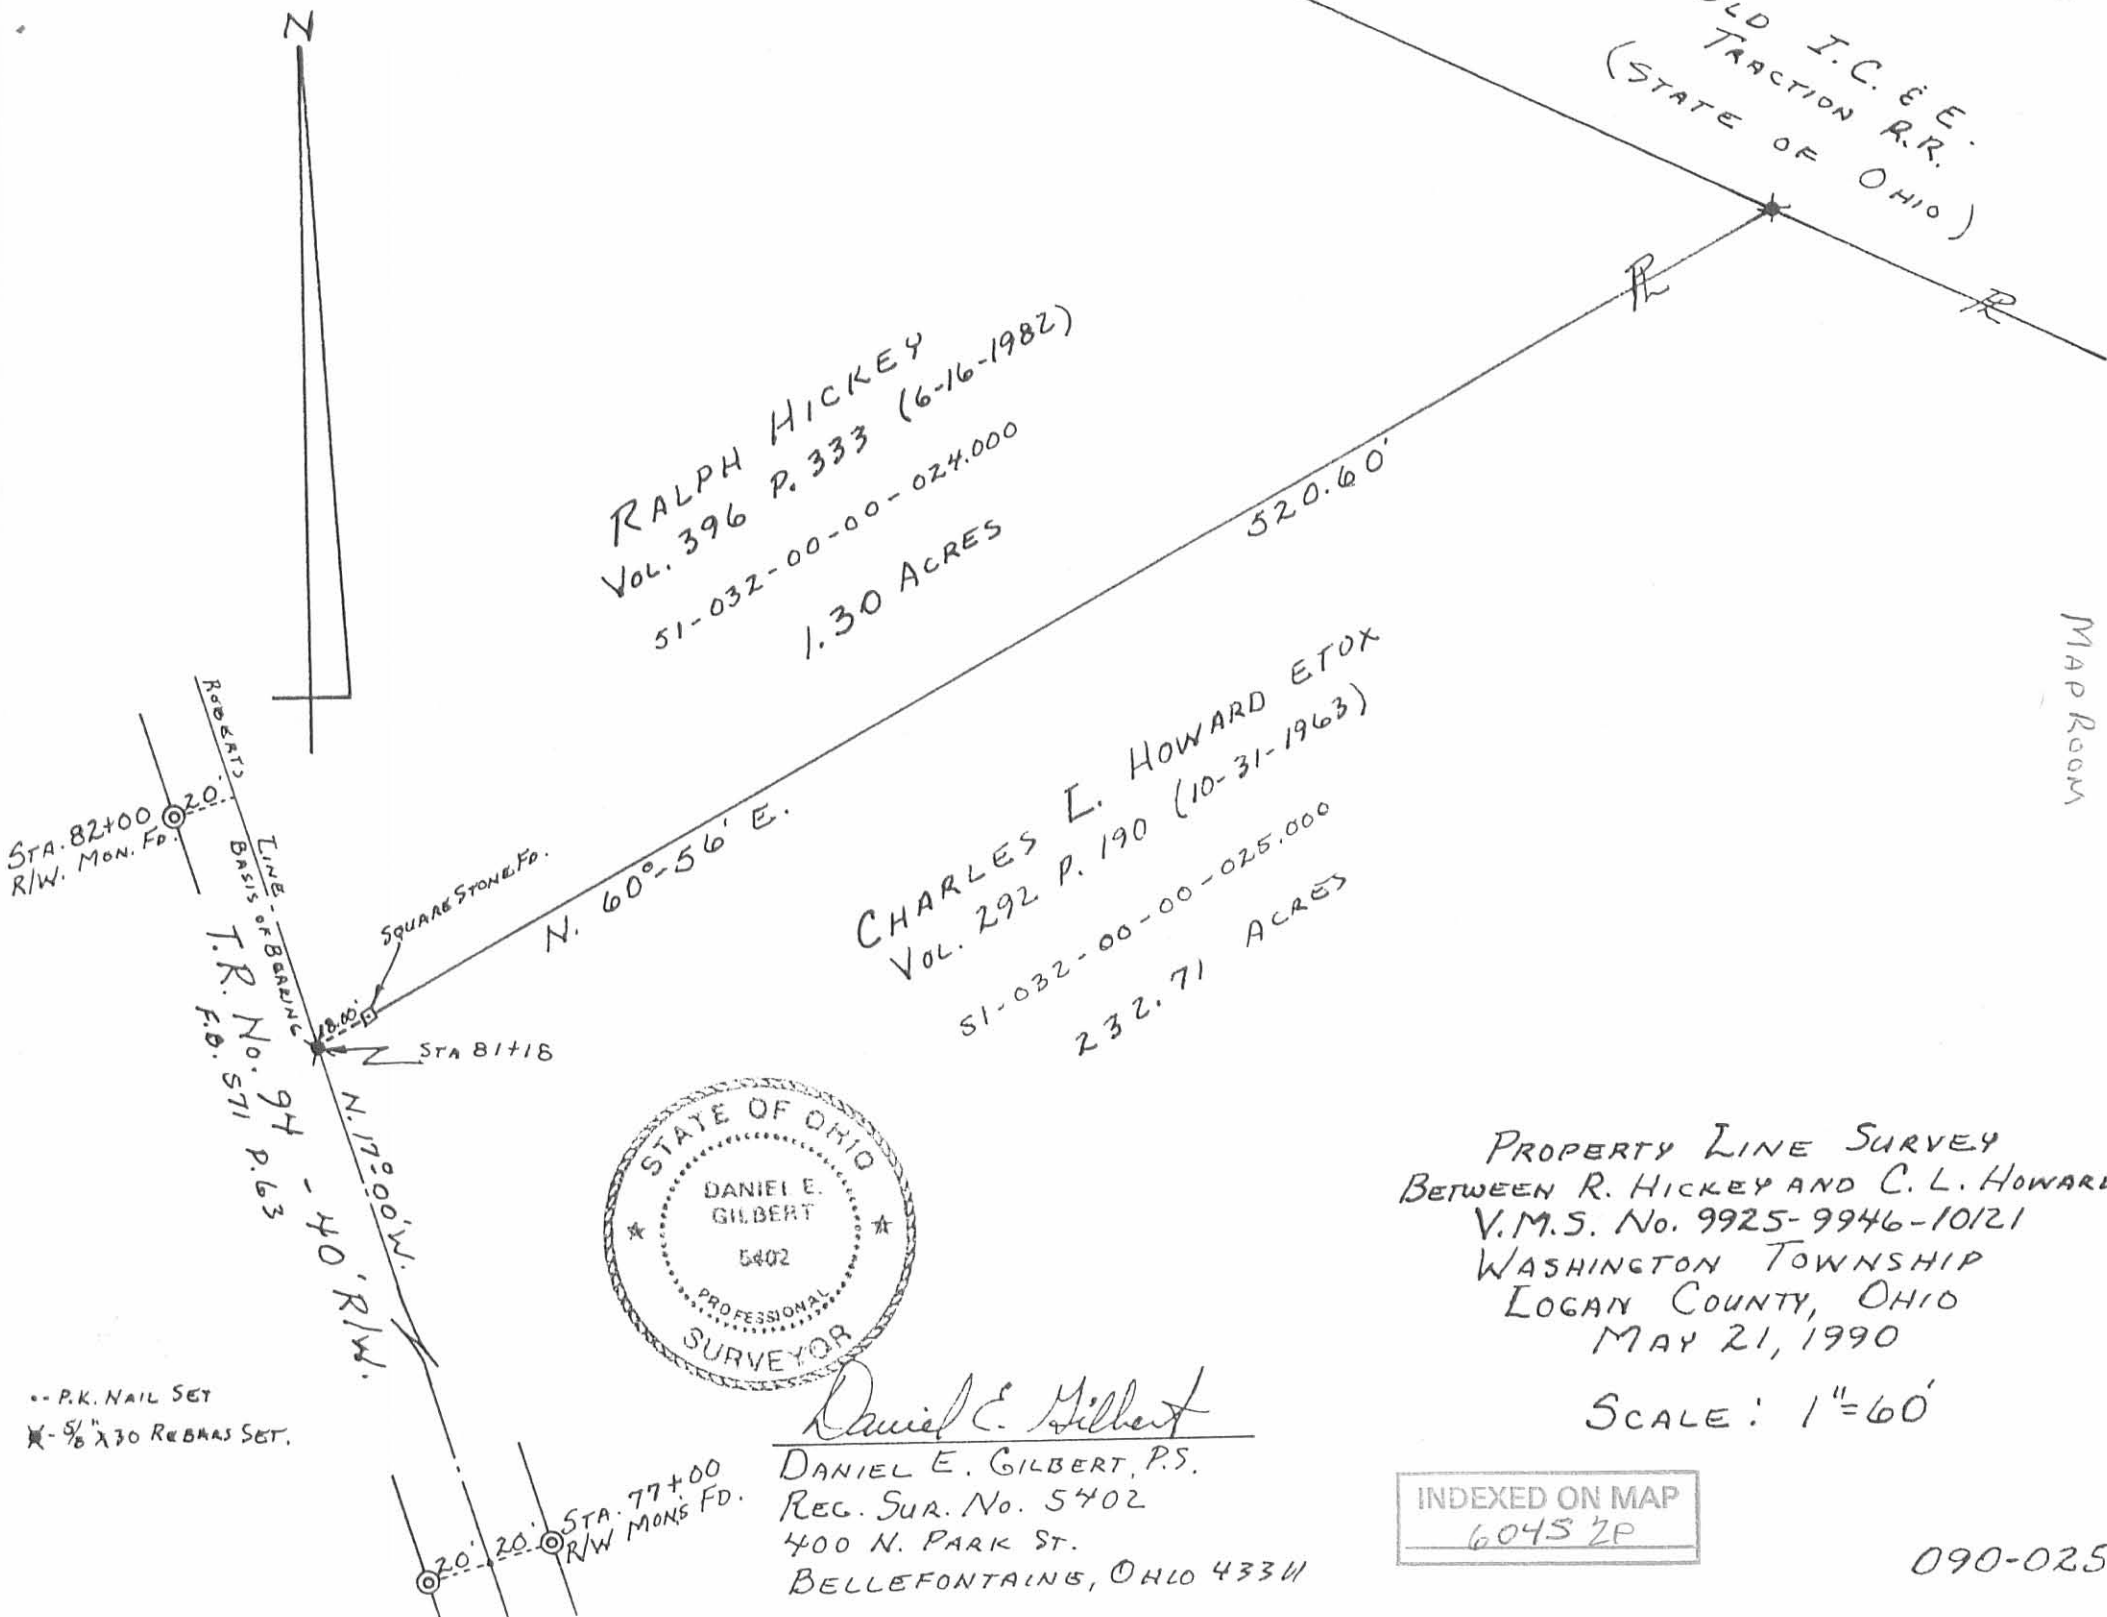 N
I.C. & E.
TRACTION R.R.
(STATE OF OHIO)
PL
PL
RALPH HICKEY
VOL. 396 P. 333 (6-16-1982)
51-032-00-00-024.000
1.30 ACRES
520.60'
N. 60°-56' E.
CHARLES L. HOWARD ETUX
VOL. 292 P. 190 (10-31-1963)
51-032-00-00-025.000
232.71 ACRES
MAP ROOM
ROBERTS LINE -
BASIS OF BEARING
20'
STA. 82+00
R/W. MON. FD.
SQUARE STONE FD.
18.00'
STA 81+18
T.R. No. 94 - 40' R/W.
F.B. 571 P.63
N. 17°-00' W.
STATE OF OHIO
DANIEL E.
GILBERT
5402
PROFESSIONAL
SURVEYOR
PROPERTY LINE SURVEY
BETWEEN R. HICKEY AND C. L. HOWARD
V.M.S. No. 9925-9946-10121
WASHINGTON TOWNSHIP
LOGAN COUNTY, OHIO
MAY 21, 1990
SCALE: 1"=60'
•- P.K. NAIL SET
- 5/8" X 30 REBARS SET.
Daniel E. Gilbert
DANIEL E. GILBERT, P.S.
REG. SUR. No. 5402
400 N. PARK ST.
BELLEFONTAINE, OHIO 43311
STA. 77+00
R/W MONS FD.
20' 20'
INDEXED ON MAP
6045 2P
090-025